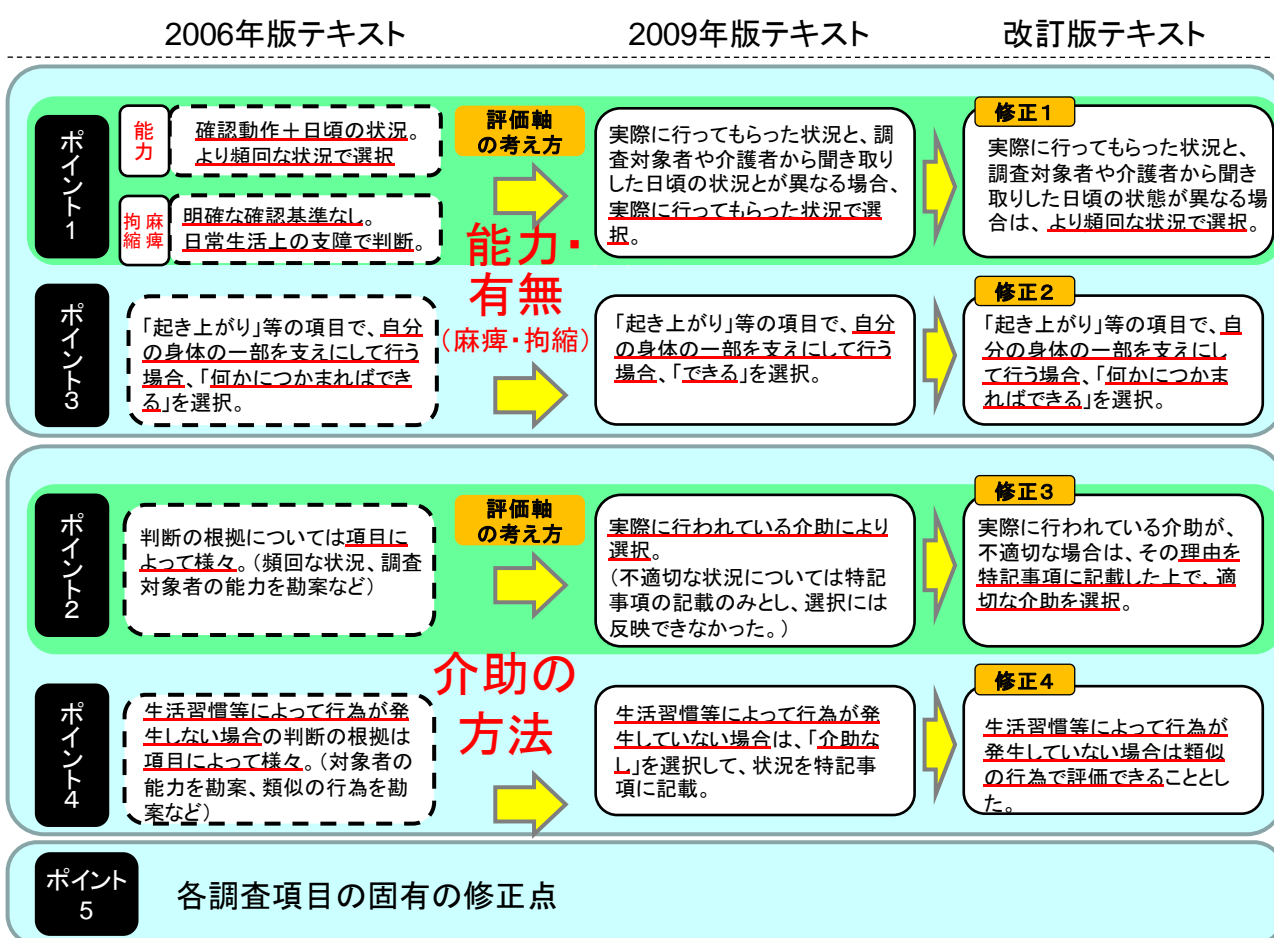 2006年版テキスト
2009年版テキスト
改訂版テキスト
ポイント1
能力
確認動作＋日頃の状況。
より頻回な状況で選択
拘縮 麻痺
明確な確認基準なし。
日常生活上の支障で判断。
評価軸
の考え方
実際に行ってもらった状況と、調
査対象者や介護者から聞き取り
した日頃の状況とが異なる場合、
実際に行ってもらった状況で選
択。
修正1
実際に行ってもらった状況と、
調査対象者や介護者から聞き
取りした日頃の状態が異なる場
合は、より頻回な状況で選択。
能力・
有無
（麻痺・拘縮）
ポイント3
「起き上がり」等の項目で、自分
の身体の一部を支えにして行う
場合、「何かにつかまればでき
る」を選択。
「起き上がり」等の項目で、自分
の身体の一部を支えにして行う
場合、「できる」を選択。
修正2
「起き上がり」等の項目で、自
分の身体の一部を支えにし
て行う場合、「何かにつかま
ればできる」を選択。
ポイント2
判断の根拠については項目に
よって様々。（頻回な状況、調査
対象者の能力を勘案など）
評価軸
の考え方
実際に行われている介助により
選択。
（不適切な状況については特記
事項の記載のみとし、選択には
反映できなかった。）
修正3
実際に行われている介助が、
不適切な場合は、その理由を
特記事項に記載した上で、適
切な介助を選択。
介助の
方法
ポイント4
生活習慣等によって行為が発
生しない場合の判断の根拠は
項目によって様々。（対象者の
能力を勘案、類似の行為を勘
案など）
生活習慣等によって行為が発
生していない場合は、「介助な
し」を選択して、状況を特記事
項に記載。
修正4
生活習慣等によって行為が
発生していない場合は類似
の行為で評価できることとし
た。
ポイント
5
各調査項目の固有の修正点